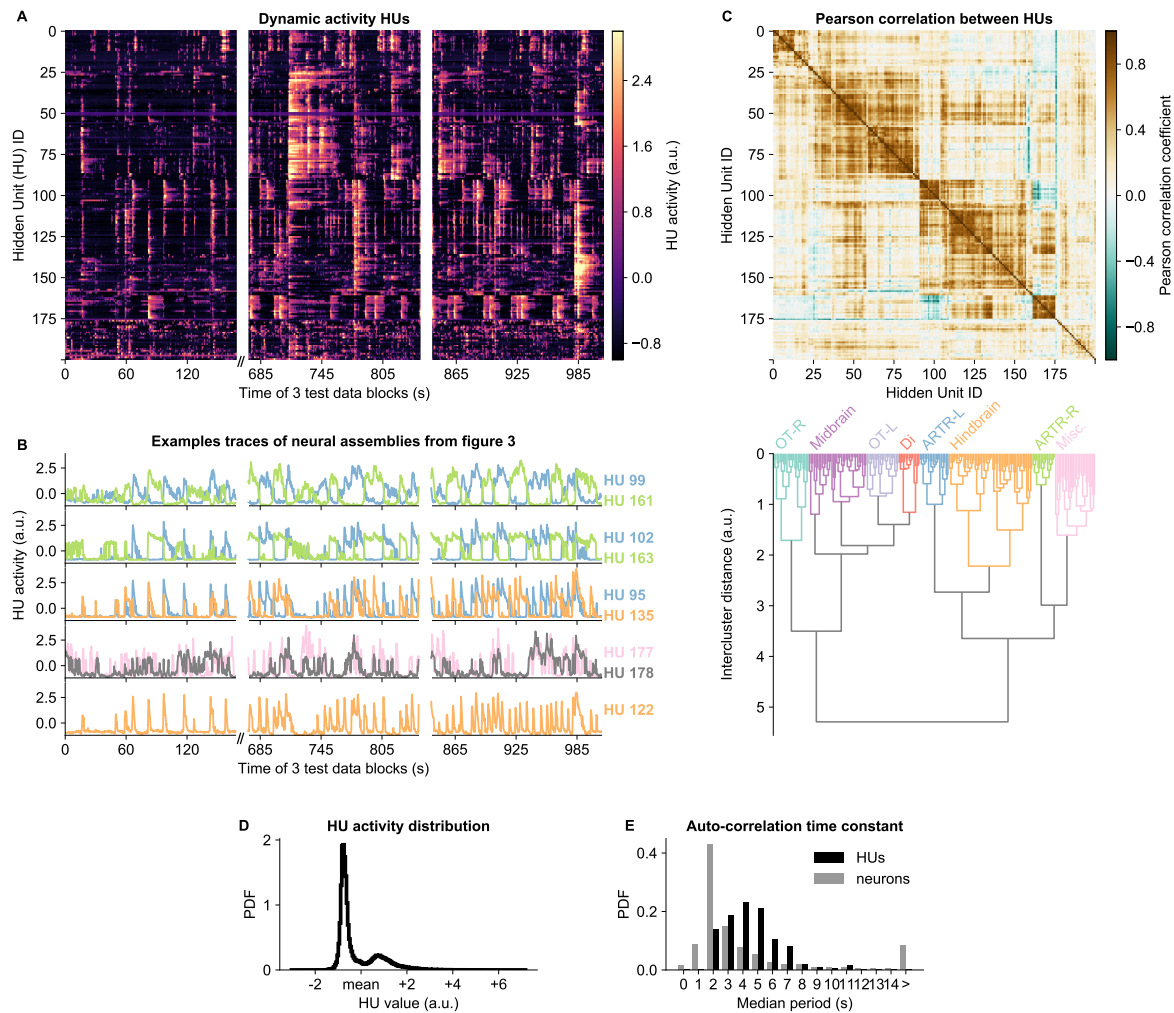 A
Dynamic activity HUs
0
25
50
75
100
125
150
175
Hidden Unit (HU) ID
0 60 120 685 745 805 865 925 985
//
Time of 3 test data blocks (s)
2.4
1.6
0.8
0.0
−0.8
HU activity (a.u.)
C
Pearson correlation between HUs
0
25
50
75
100
125
150
175
Hidden Unit ID
0 25 50 75 100 125 150 175
Hidden Unit ID
0.8
0.4
0.0
−0.4
−0.8
Pearson correlation coefficient
OT-R Midbrain OT-L Di ARTR-L Hindbrain ARTR-R Misc.
0
1
2
3
4
5
Intercluster distance (a.u.)
B
Examples traces of neural assemblies from figure 3
HU activity (a.u.)
2.5
0.0
HU 99
HU 161
2.5
0.0
HU 102
HU 163
2.5
0.0
HU 95
HU 135
2.5
0.0
HU 177
HU 178
2.5
0.0
HU 122
0 60 120 685 745 805 865 925 985
//
Time of 3 test data blocks (s)
D
HU activity distribution
2
1
0
PDF
-2 mean +2 +4 +6
HU value (a.u.)
E
Auto-correlation time constant
HUs
neurons
0.4
0.2
0.0
PDF
0 1 2 3 4 5 6 7 8 9 10 11 12 13 14 >
Median period (s)